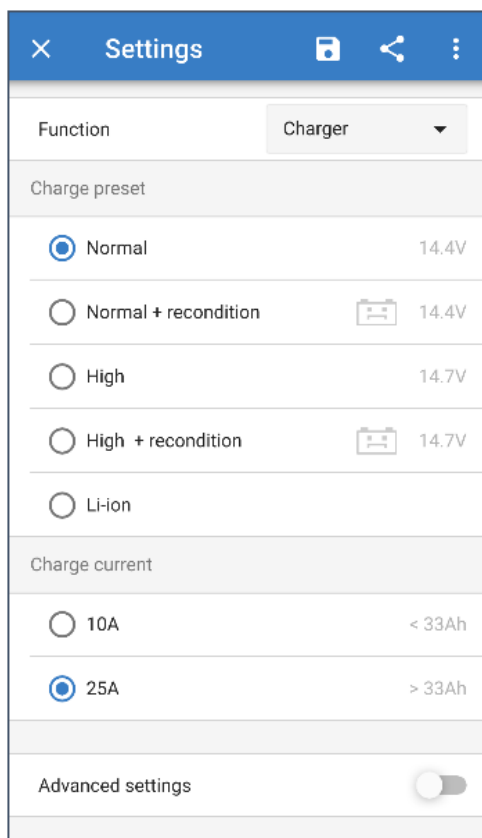 Settings
Function Charger
Charge preset
Normal 14.4V
Normal + recondition 14.4V
High 14.7V
High + recondition 14.7V
Li-ion
Charge current
10A < 33Ah
25A > 33Ah
Advanced settings